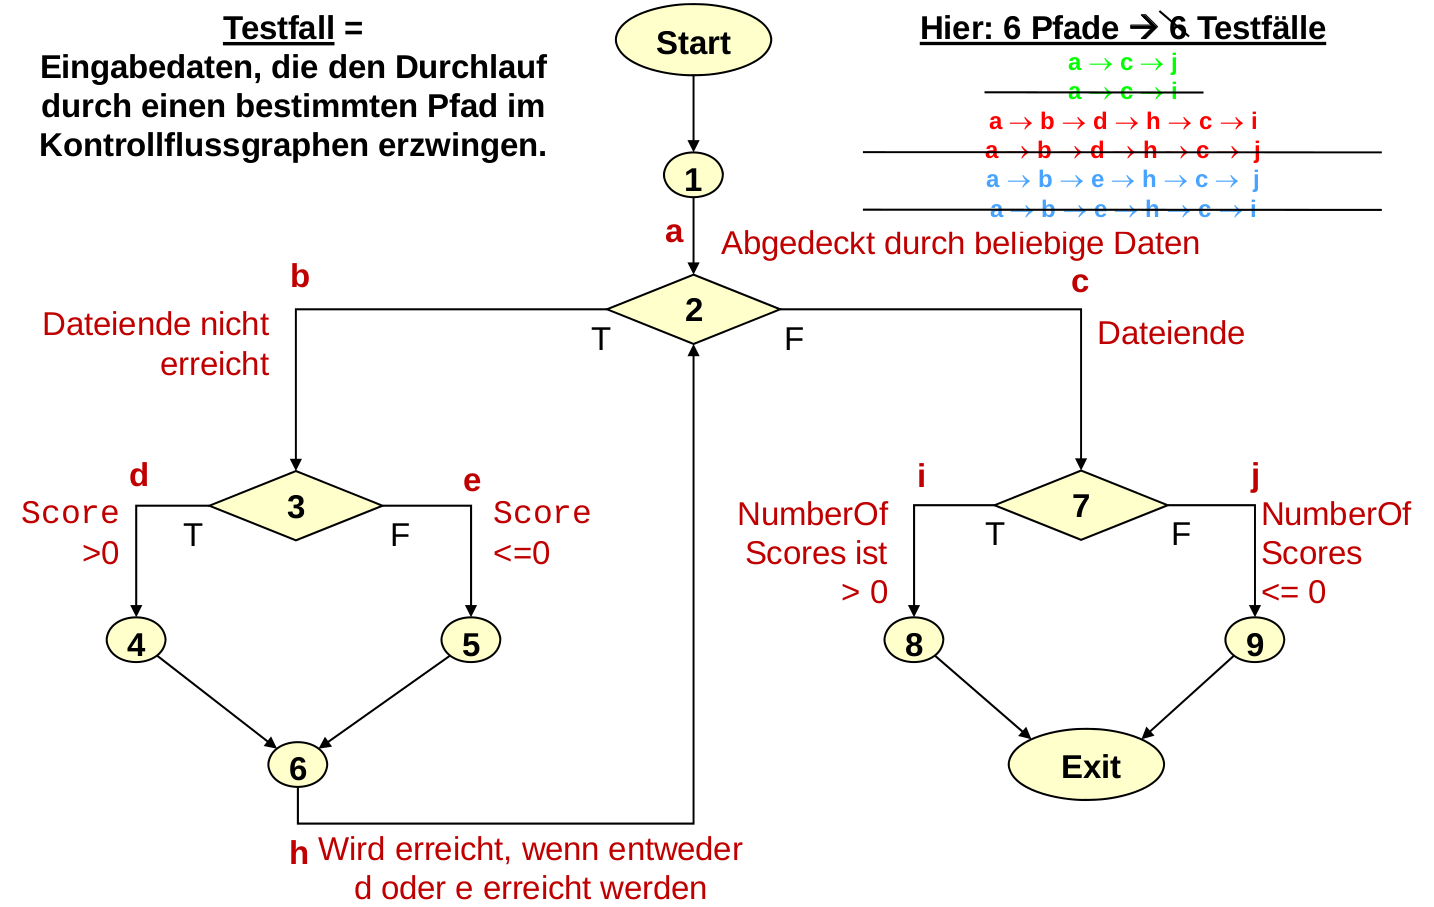 Testfall =
Eingabedaten, die den Durchlauf
durch einen bestimmten Pfad im
Kontrollflussgraphen erzwingen.
Start
Hier: 6 Pfade → 6 Testfälle
a → c → j
a → c → i
a → b → d → h → c → i
a → b → d → h → c → j
a → b → e → h → c → j
a → b → e → h → c → i
1
a
Abgedeckt durch beliebige Daten
b
c
2
T
F
Dateiende nicht
erreicht
Dateiende
d
e
3
T
F
Score
>0
Score
<=0
i
j
7
T
F
NumberOf
Scores ist
> 0
NumberOf
Scores
<= 0
4
5
8
9
6
Exit
h
Wird erreicht, wenn entweder
d oder e erreicht werden